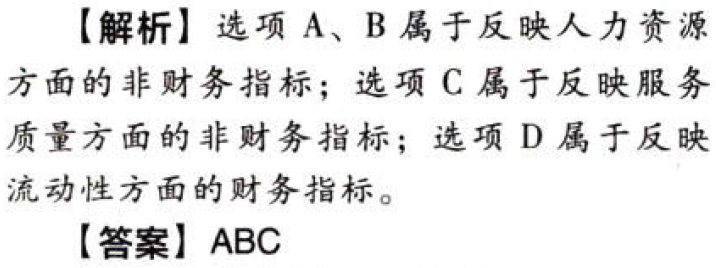 【解析】选项 A、B 属于反映人力资源
方面的非财务指标；选项 C 属于反映服务
质量方面的非财务指标；选项 D 属于反映
流动性方面的财务指标。
【答案】ABC